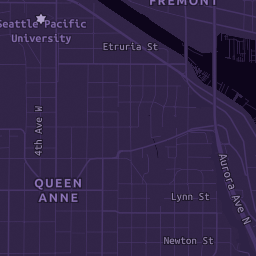 FREMONT
Seattle Pacific
University
Etruria St
4th Ave W
Aurora Ave N
QUEEN
ANNE
Lynn St
Newton St